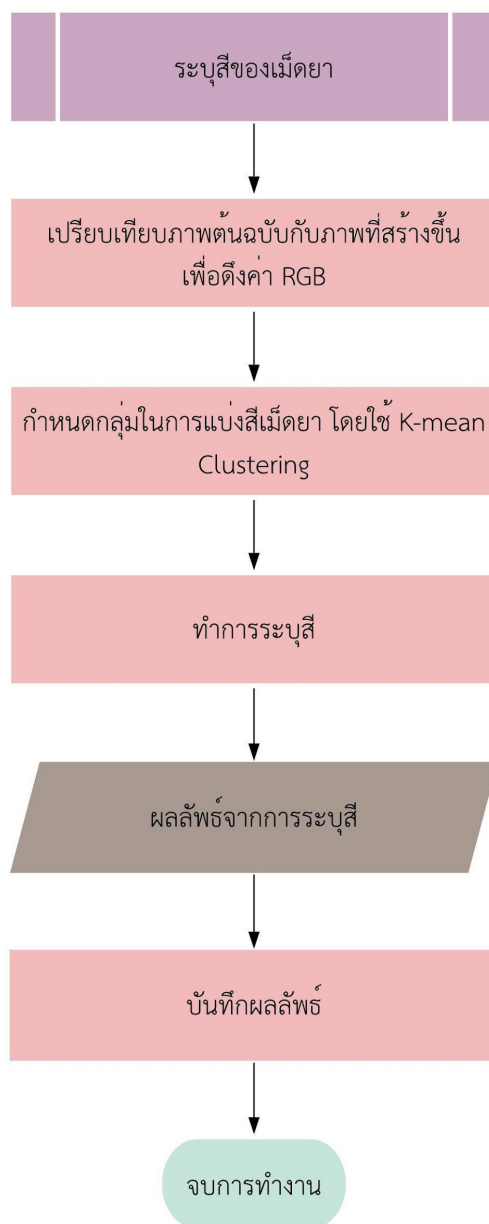 ระบุสีของเม็ดยา
เปรียบเทียบภาพต้นฉบับกับภาพที่สร้างขึ้น
เพื่อดึงค่า RGB
กำหนดกลุ่มในการแบ่งสีเม็ดยา โดยใช้ K-mean
Clustering
ทำการระบุสี
ผลลัพธ์จากการระบุสี
บันทึกผลลัพธ์
จบการทำงาน